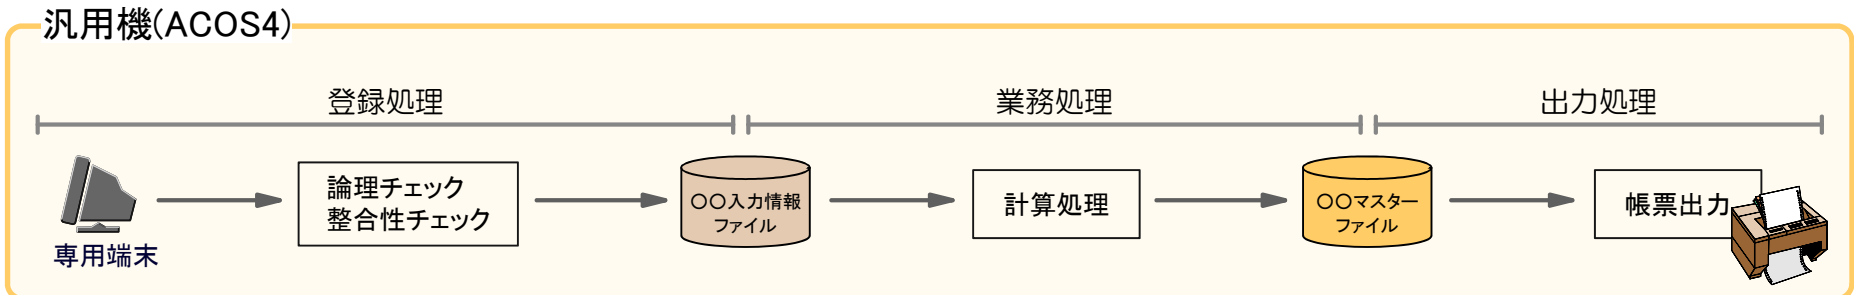 汎用機(ACOS4)
登録処理
業務処理
出力処理
論理チェック
整合性チェック
〇〇入力情報
ファイル
計算処理
〇〇マスター
ファイル
帳票出力
専用端末